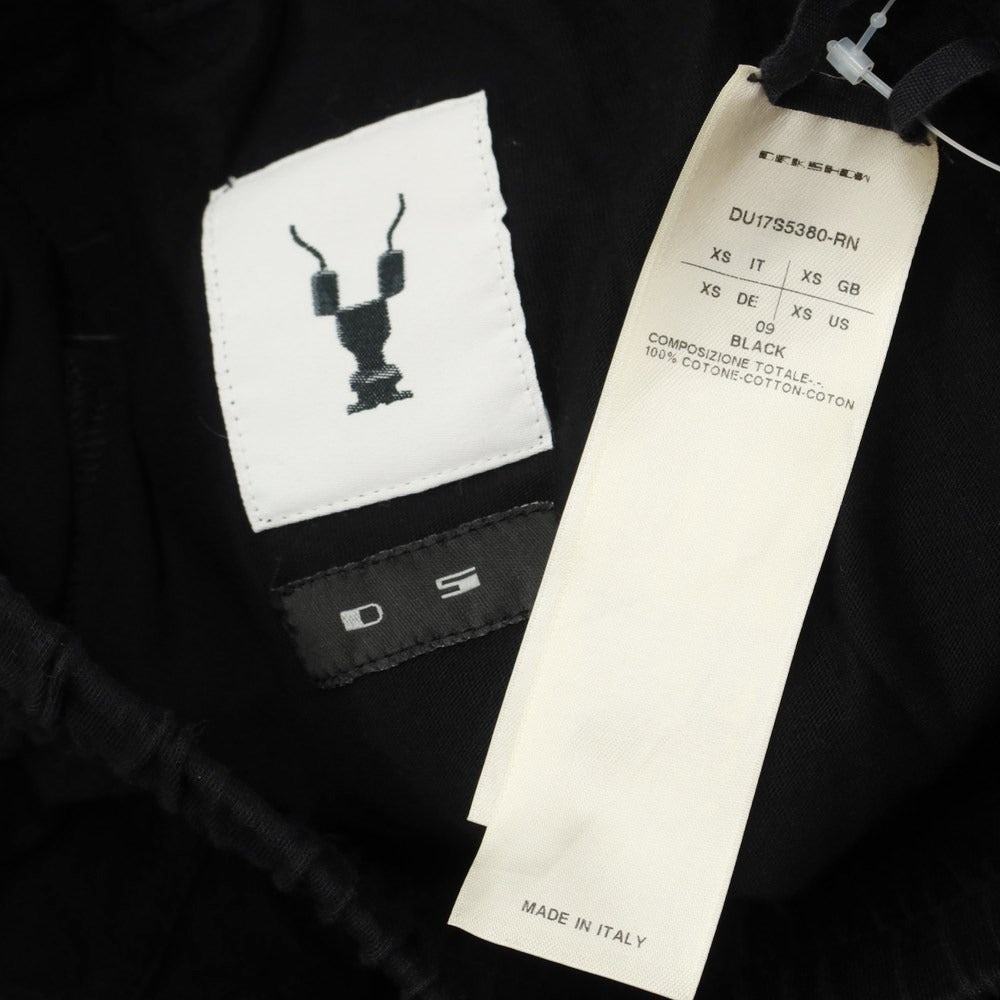 DRKSHDW
DU17S5380-RN
XS IT XS GB
XS DE XS US
09
BLACK
COMPOSIZIONE TOTALE-.-
100% COTONE-COTTON-COTON
MADE IN ITALY
D S